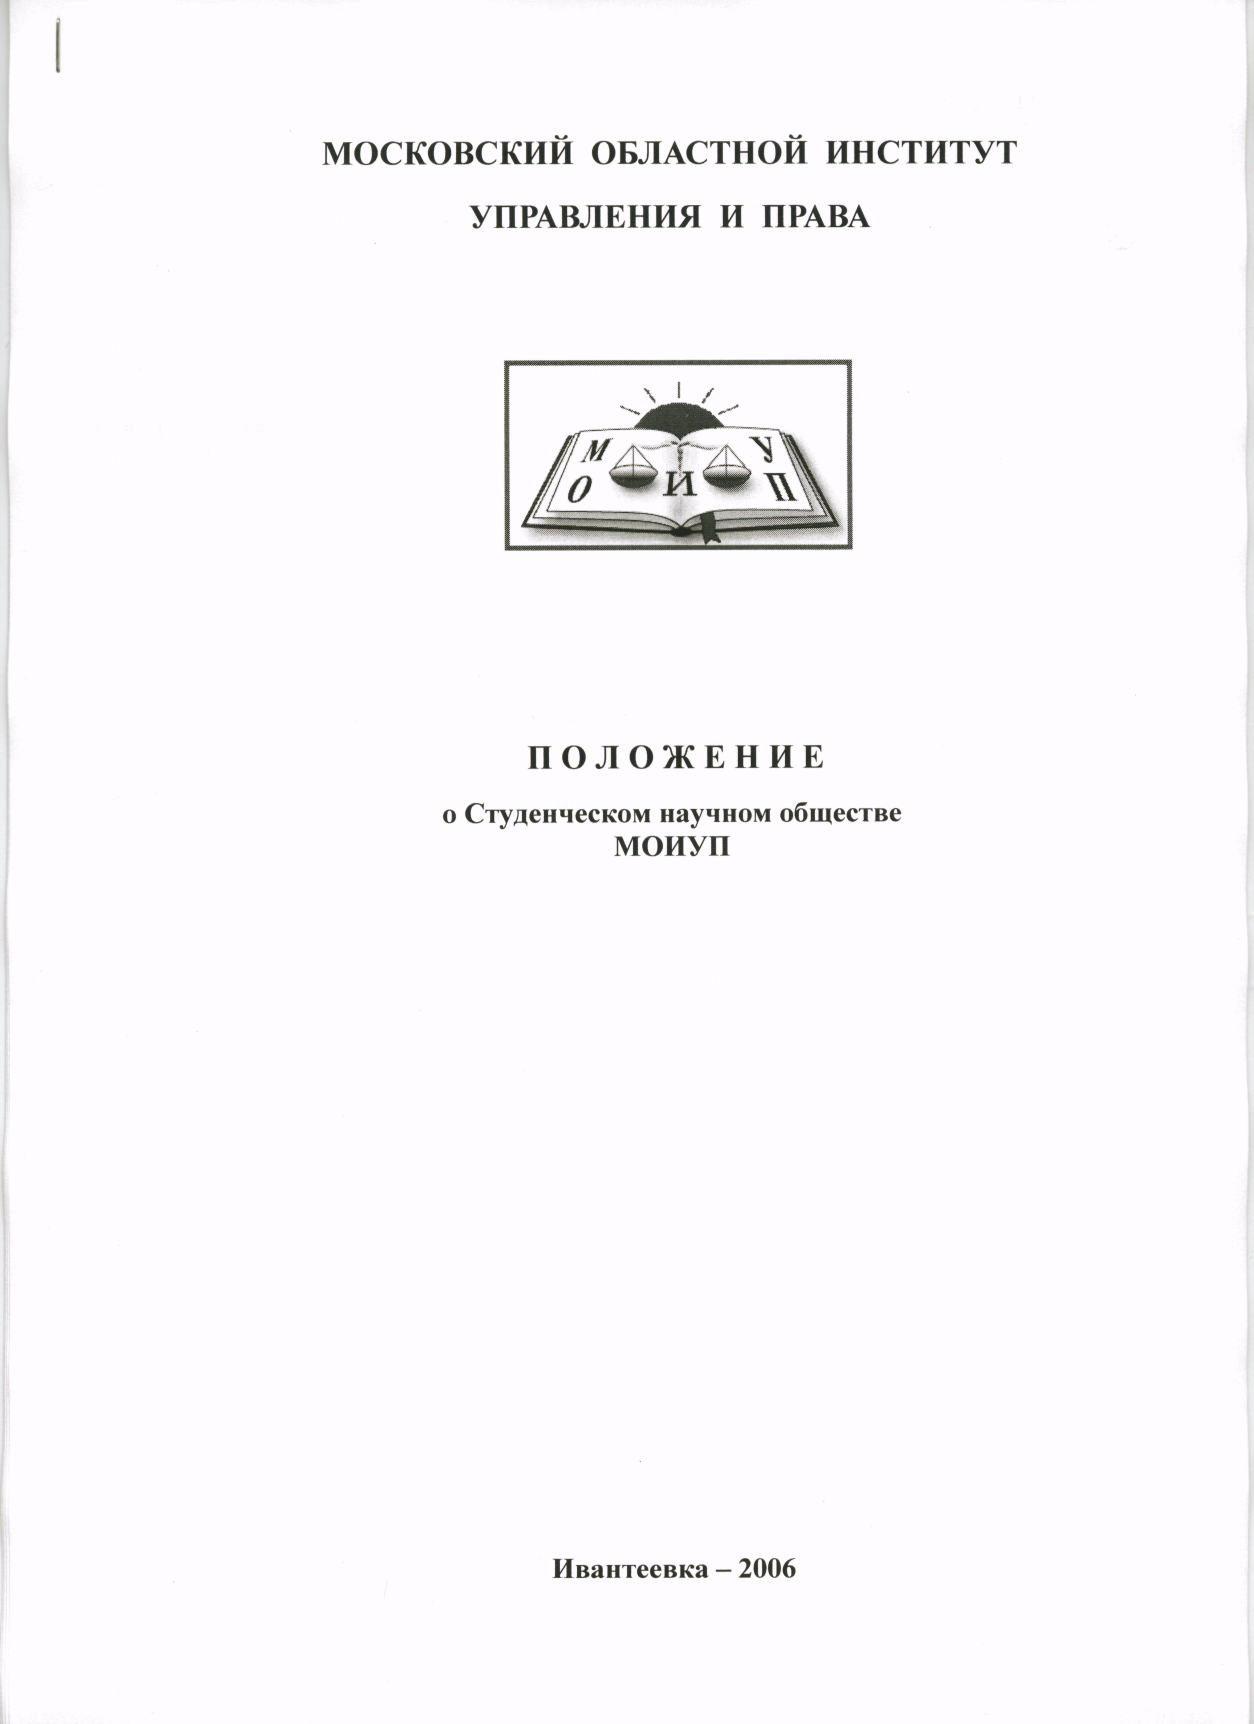 МОСКОВСКИЙ ОБЛАСТНОЙ ИНСТИТУТ
УПРАВЛЕНИЯ И ПРАВА
М У
О И П
П О Л О Ж Е Н И Е
о Студенческом научном обществе
МОИУП
Ивантеевка – 2006